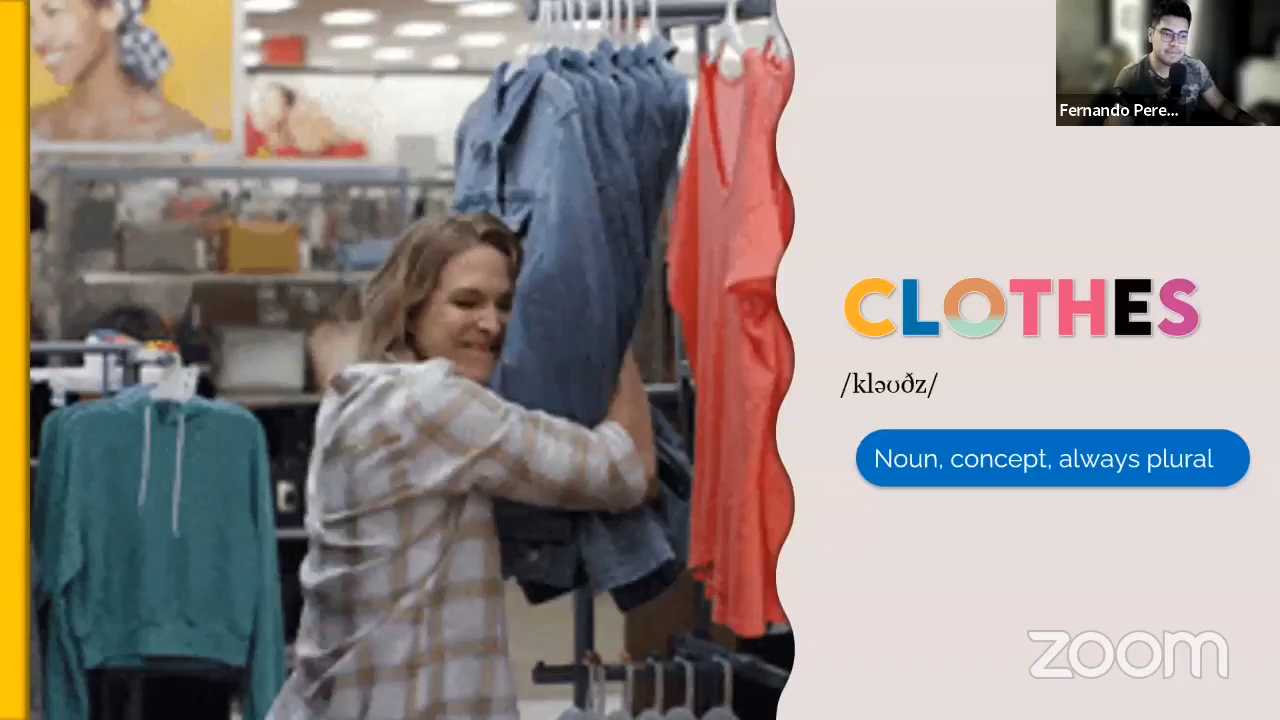 Fernando Pere...
CLOTHES
/kləʊðz/
Noun, concept, always plural
zoom